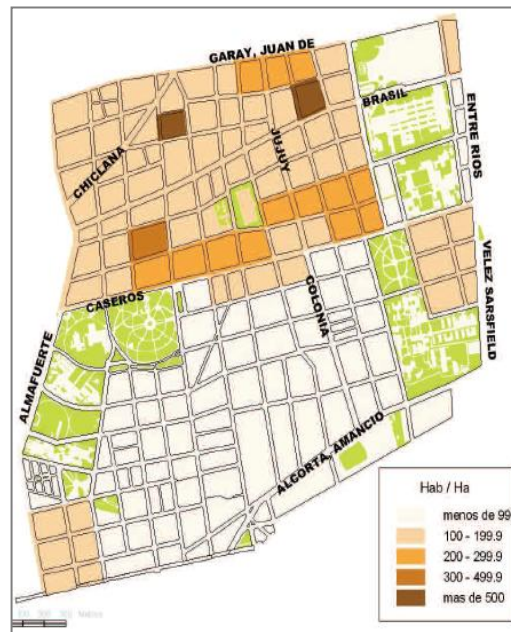 GARAY, JUAN DE
BRASIL
ENTRE RIOS
JUJUY
CHICLANA
VELEZ SARSFIELD
COLONIA
CASEROS
ALMAFUERTE
ALCORTA, AMANCIO
Hab / Ha
menos de 99
100 - 199.9
200 - 299.9
300 - 499.9
mas de 500